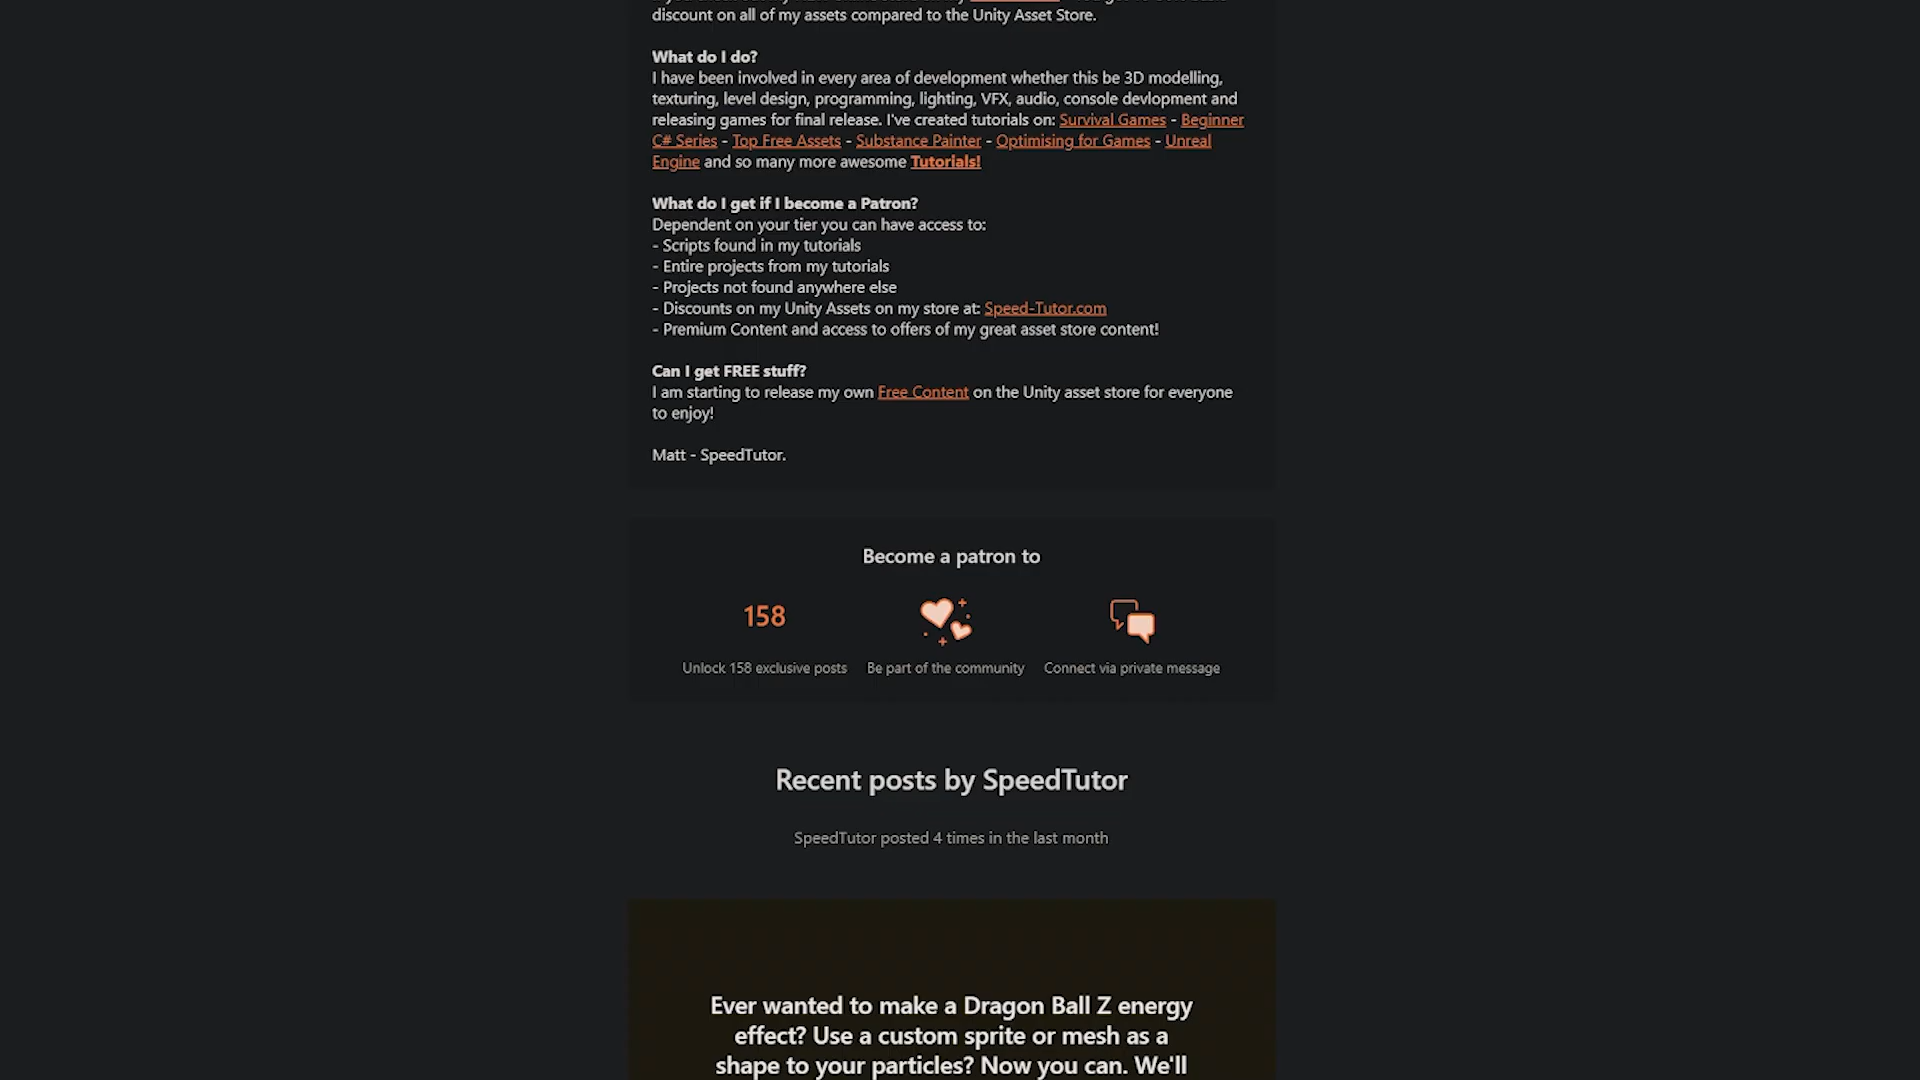 discount on all of my assets compared to the Unity Asset Store.
What do I do?
I have been involved in every area of development whether this be 3D modelling,
texturing, level design, programming, lighting, VFX, audio, console devlopment and
releasing games for final release. I've created tutorials on: Survival Games - Beginner
C# Series - Top Free Assets - Substance Painter - Optimising for Games - Unreal
Engine and so many more awesome Tutorials!
What do I get if I become a Patron?
Dependent on your tier you can have access to:
- Scripts found in my tutorials
- Entire projects from my tutorials
- Projects not found anywhere else
- Discounts on my Unity Assets on my store at: Speed-Tutor.com
- Premium Content and access to offers of my great asset store content!
Can I get FREE stuff?
I am starting to release my own Free Content on the Unity asset store for everyone
to enjoy!
Matt - SpeedTutor.
Become a patron to
158
Unlock 158 exclusive posts
Be part of the community
Connect via private message
Recent posts by SpeedTutor
SpeedTutor posted 4 times in the last month
Ever wanted to make a Dragon Ball Z energy
effect? Use a custom sprite or mesh as a
shape to your particles? Now you can. We'll